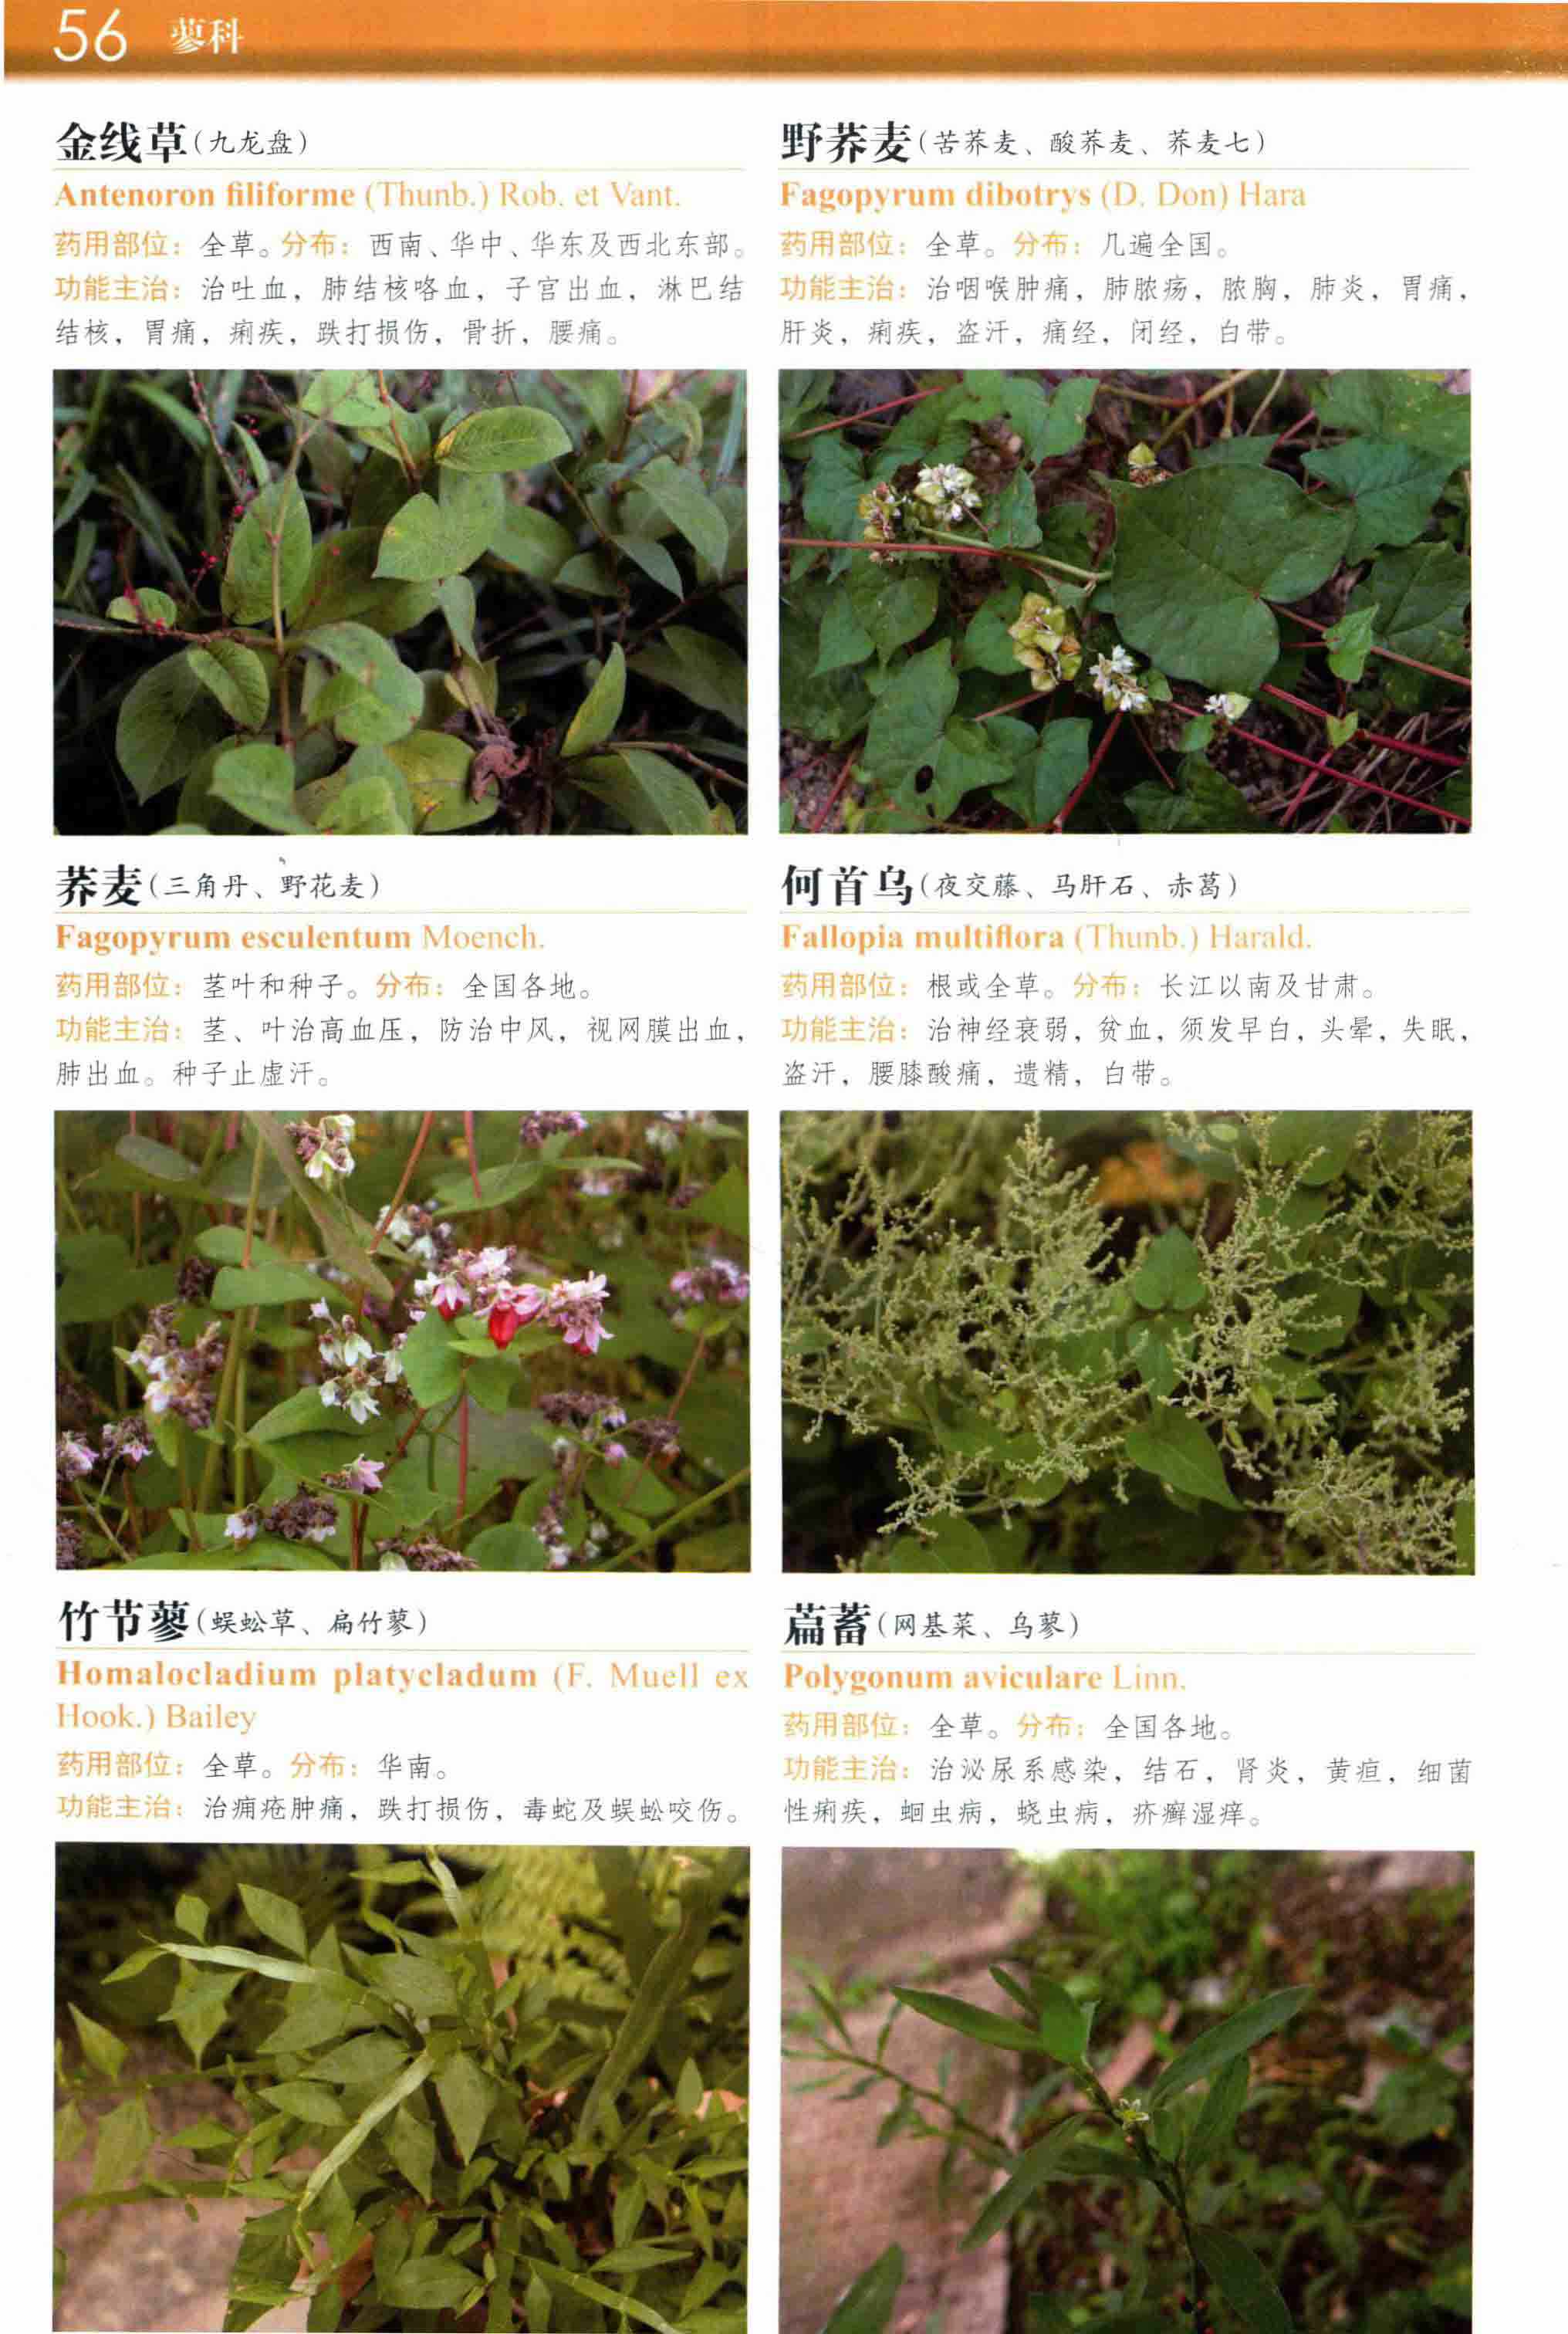 56 蓼科
金线草(九龙盘)
Antenoron filiforme (Thunb.) Rob. et Vant.
药用部位：全草。分布：西南、华中、华东及西北东部。
功能主治：治吐血，肺结核咯血，子宫出血，淋巴结
结核，胃痛，痢疾，跌打损伤，骨折，腰痛。
野荞麦(苦荞麦、酸荞麦、荞麦七)
Fagopyrum dibotrys (D. Don) Hara
药用部位：全草。分布：几遍全国。
功能主治：治咽喉肿痛，肺脓疡，脓胸，肺炎，胃痛，
肝炎，痢疾，盗汗，痛经，闭经，白带。
荞麦(三角丹、野花麦)
Fagopyrum esculentum Moench.
药用部位：茎叶和种子。分布：全国各地。
功能主治：茎、叶治高血压，防治中风，视网膜出血，
肺出血。种子止虚汗。
何首乌(夜交藤、马肝石、赤葛)
Fallopia multiflora (Thunb.) Harald.
药用部位：根或全草。分布：长江以南及甘肃。
功能主治：治神经衰弱，贫血，须发早白，头晕，失眠，
盗汗，腰膝酸痛，遗精，白带。
竹节蓼(蜈蚣草、扁竹蓼)
Homalocladium platycladum (F. Muell ex
Hook.) Bailey
药用部位：全草。分布：华南。
功能主治：治痈疮肿痛，跌打损伤，毒蛇及蜈蚣咬伤。
萹蓄(网基菜、乌蓼)
Polygonum aviculare Linn.
药用部位：全草。分布：全国各地。
功能主治：治泌尿系感染，结石，肾炎，黄疸，细菌
性痢疾，蛔虫病，蛲虫病，疥癣湿痒。